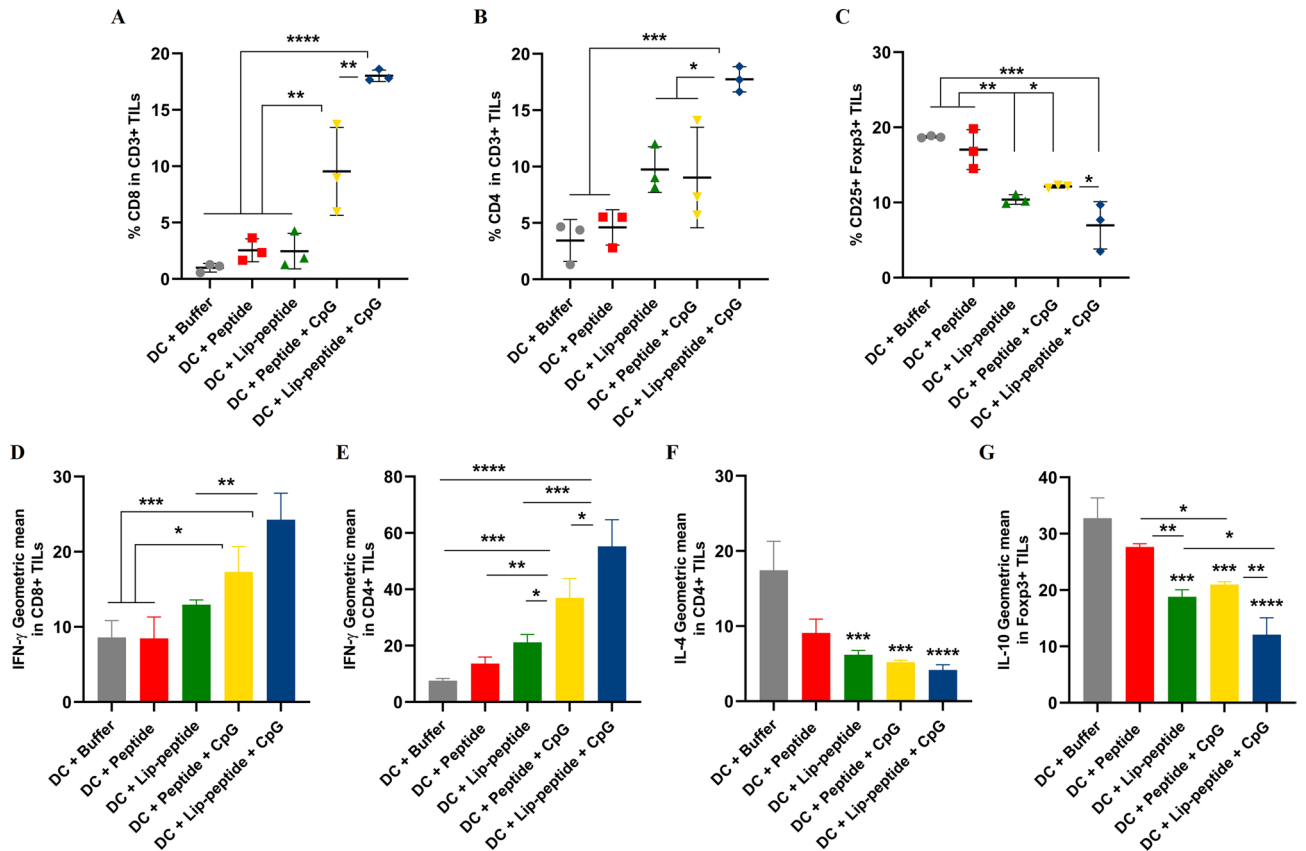 A
% CD8 in CD3+ TILs
20
15
10
5
0
****
**
**
DC + Buffer
DC + Peptide
DC + Lip-peptide
DC + Peptide + CpG
DC + Lip-peptide + CpG
B
% CD4 in CD3+ TILs
20
15
10
5
0
***
*
DC + Buffer
DC + Peptide
DC + Lip-peptide
DC + Peptide + CpG
DC + Lip-peptide + CpG
C
% CD25+ Foxp3+ TILs
30
20
10
0
***
**
*
*
DC + Buffer
DC + Peptide
DC + Lip-peptide
DC + Peptide + CpG
DC + Lip-peptide + CpG
D
IFN-γ Geometric mean
in CD8+ TILs
30
20
10
0
**
***
*
DC + Buffer
DC + Peptide
DC + Lip-peptide
DC + Peptide + CpG
DC + Lip-peptide + CpG
E
IFN-γ Geometric mean
in CD4+ TILs
80
60
40
20
0
****
***
*
***
**
*
DC + Buffer
DC + Peptide
DC + Lip-peptide
DC + Peptide + CpG
DC + Lip-peptide + CpG
F
IL-4 Geometric mean
in CD4+ TILs
30
20
10
0
***
***
****
DC + Buffer
DC + Peptide
DC + Lip-peptide
DC + Peptide + CpG
DC + Lip-peptide + CpG
G
IL-10 Geometric mean
in Foxp3+ TILs
40
30
20
10
0
*
**
*
***
***
**
****
DC + Buffer
DC + Peptide
DC + Lip-peptide
DC + Peptide + CpG
DC + Lip-peptide + CpG